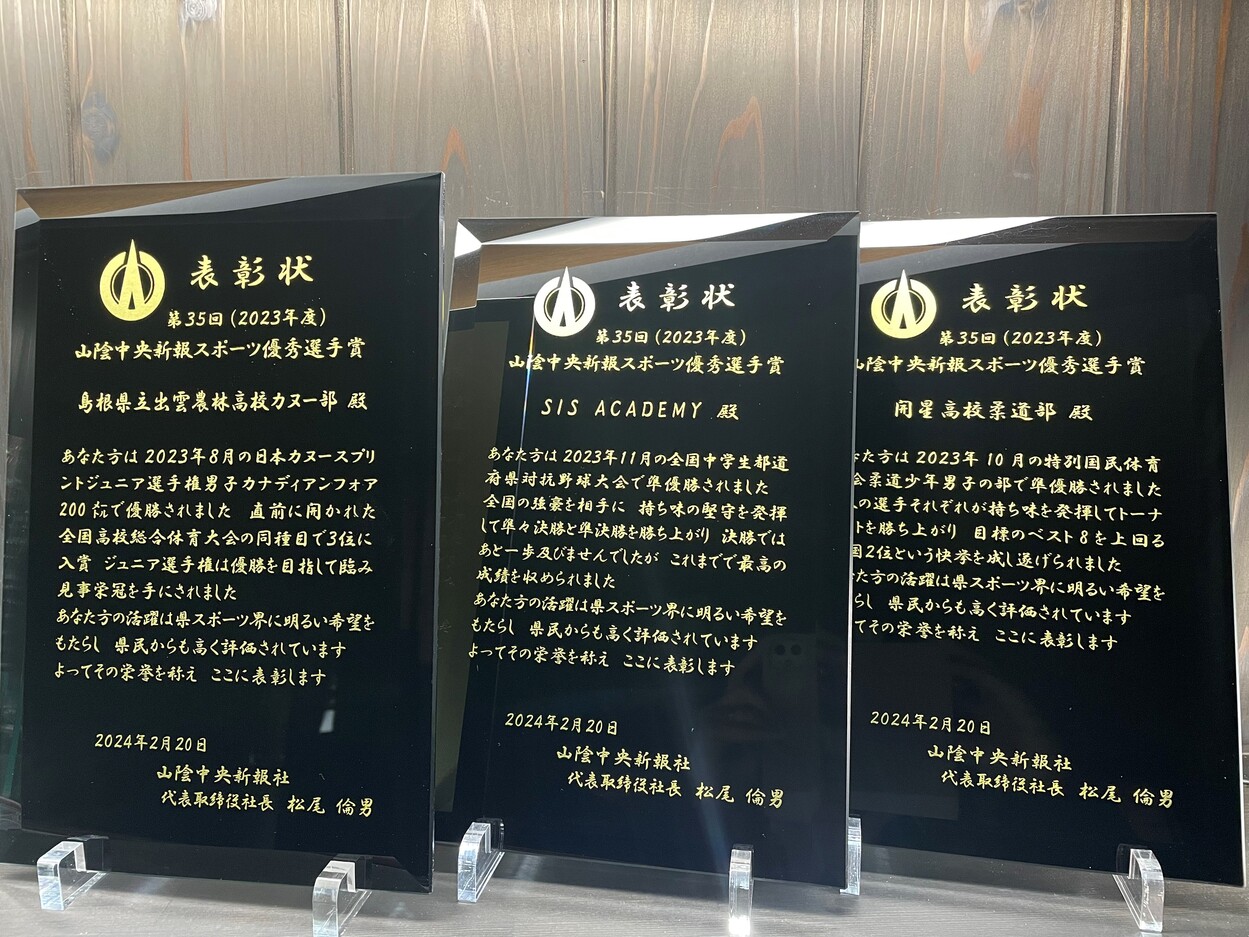 表彰状
第35回(2023年度)
山陰中央新報スポーツ優秀選手賞
島根県立出雲農林高校カヌー部 殿
あなた方は 2023年8月の日本カヌースプリ
ントジュニア選手権男子カナディアンフォア
200㍍で優勝されました 直前に開かれた
全国高校総合体育大会の同種目で3位に
入賞 ジュニア選手権は優勝を目指して臨み
見事栄冠を手にされました
あなた方の活躍は県スポーツ界に明るい希望を
もたらし 県民からも高く評価されています
よってその栄誉を称え ここに表彰します
2024年2月20日
山陰中央新報社
代表取締役社長 松尾 倫男
表彰状
第35回(2023年度)
山陰中央新報スポーツ優秀選手賞
SIS ACADEMY 殿
あなた方は 2023年11月の全国中学生都道
府県対抗野球大会で準優勝されました
全国の強豪を相手に 持ち味の堅守を発揮
して準々決勝と準決勝を勝ち上がり 決勝では
あと一歩及びませんでしたが これまでで最高の
成績を収められました
あなた方の活躍は県スポーツ界に明るい希望を
もたらし 県民からも高く評価されています
よってその栄誉を称え ここに表彰します
2024年2月20日
山陰中央新報社
代表取締役社長 松尾 倫男
表彰状
第35回(2023年度)
山陰中央新報スポーツ優秀選手賞
開星高校柔道部 殿
た方は 2023年 10月の特別国民体育
会柔道少年男子の部で準優勝されました
の選手それぞれが持ち味を発揮してトーナ
トを勝ち上がり 目標のベスト8を上回る
国2位という快挙を成し遂げられました
た方の活躍は県スポーツ界に明るい希望を
らし 県民からも高く評価されています
てその栄誉を称え ここに表彰します
2024年2月20日
山陰中央新報社
代表取締役社長 松尾 倫男